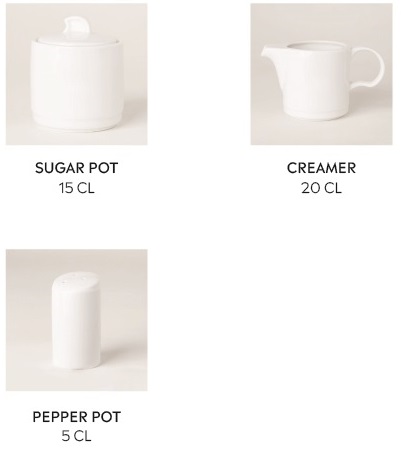 SUGAR POT
15 CL
CREAMER
20 CL
PEPPER POT
5 CL